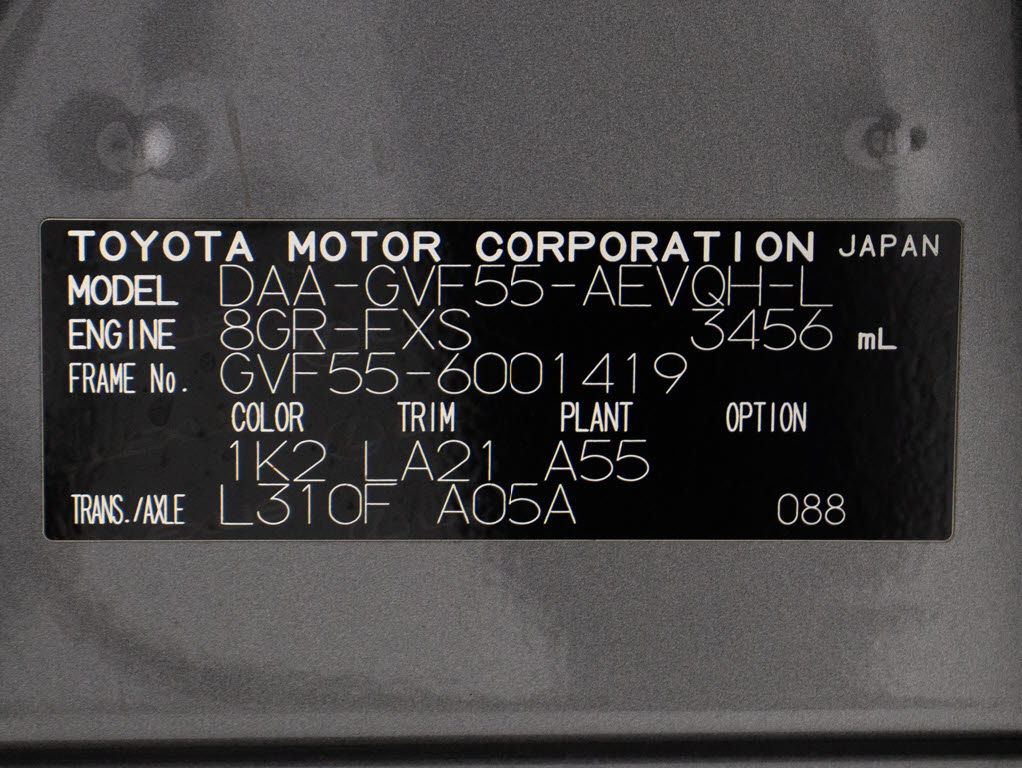 TOYOTA MOTOR CORPORATION JAPAN
MODEL DAA-GVF55-AEVQH-L
ENGINE 8GR-FXS 3456 mL
FRAME No. GVF55-6001419
COLOR TRIM PLANT OPTION
1K2 LA21 A55
TRANS./AXLE L310F A05A 088